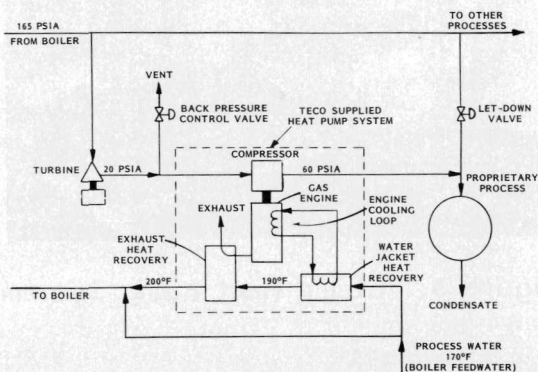 165 PSIA
FROM BOILER
TO OTHER
PROCESSES
VENT
BACK PRESSURE
CONTROL VALVE
TECO SUPPLIED
HEAT PUMP SYSTEM
LET-DOWN
VALVE
COMPRESSOR
TURBINE
20 PSIA
60 PSIA
PROPRIETARY
PROCESS
GAS
ENGINE
EXHAUST
ENGINE
COOLING
LOOP
EXHAUST
HEAT
RECOVERY
WATER
JACKET
HEAT
RECOVERY
200°F
190°F
TO BOILER
CONDENSATE
PROCESS WATER
170°F
(BOILER FEEDWATER)